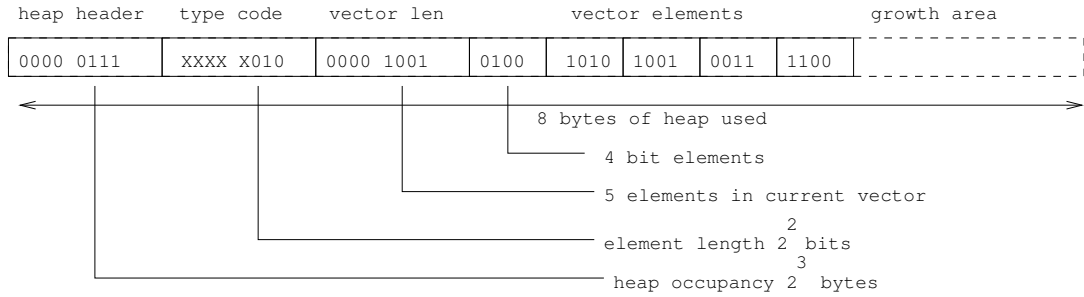 heap header type code vector len vector elements growth area
0000 0111 XXXX X010 0000 1001 0100 1010 1001 0011 1100
8 bytes of heap used
4 bit elements
5 elements in current vector
element length 2^2 bits
heap occupancy 2^3 bytes